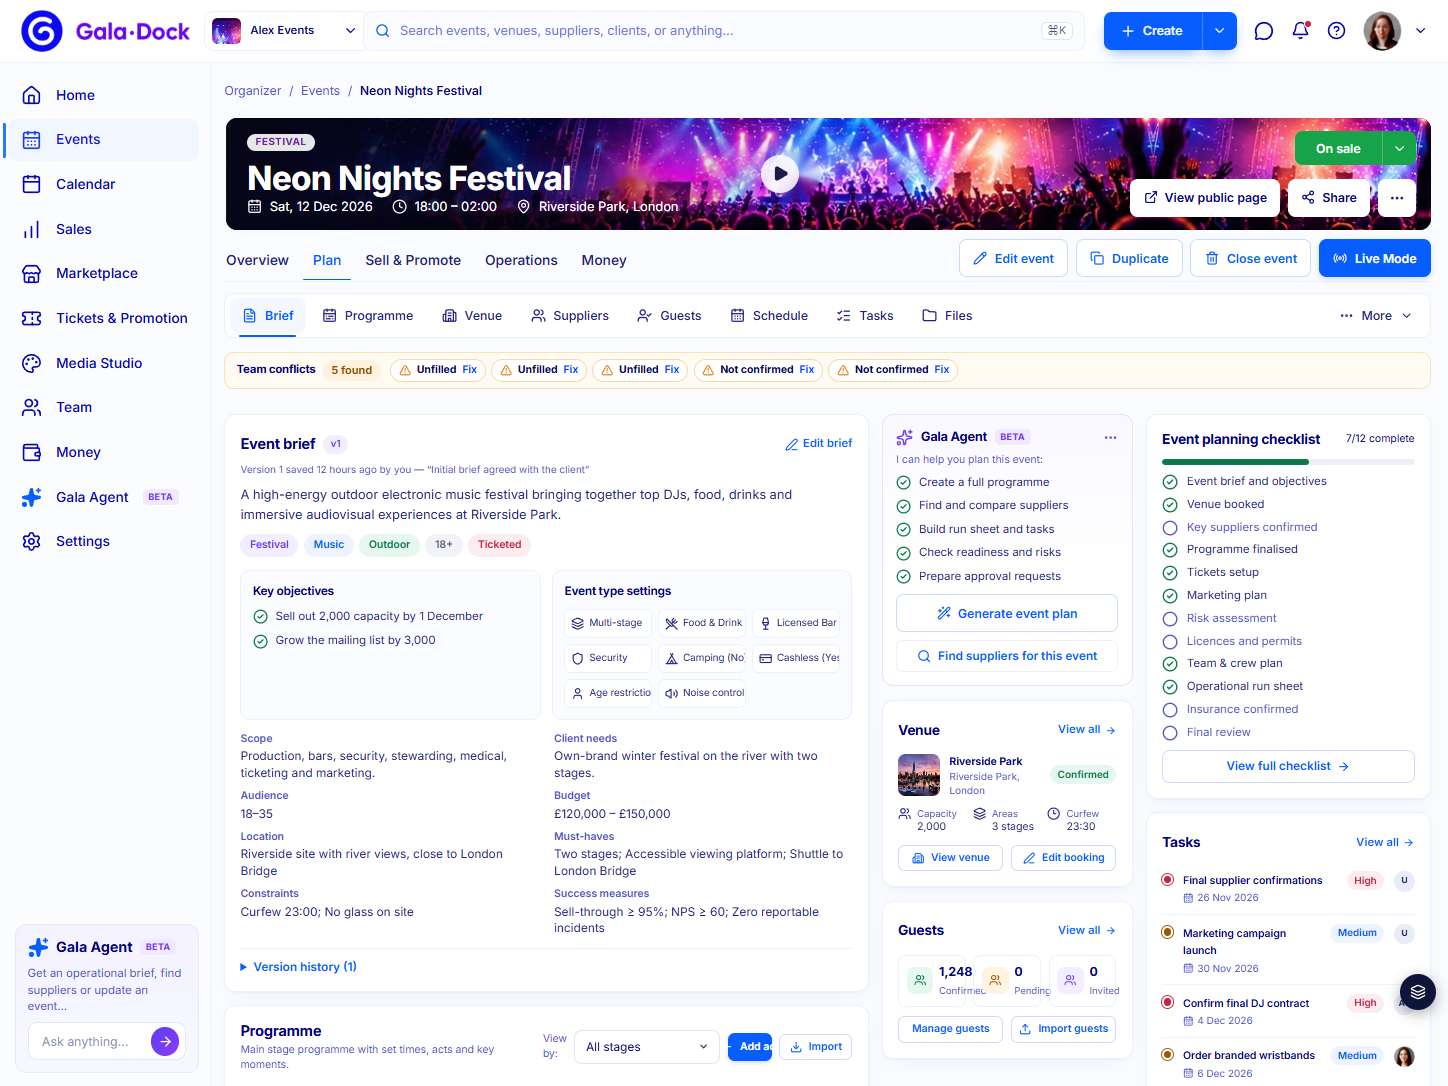 Gala·Dock
Alex Events
Search events, venues, suppliers, clients, or anything...
⌘K
+ Create
Home
Events
Calendar
Sales
Marketplace
Tickets & Promotion
Media Studio
Team
Money
Gala Agent BETA
Settings
Gala Agent BETA
Get an operational brief, find
suppliers or update an
event...
Ask anything...
Organizer / Events / Neon Nights Festival
FESTIVAL
Neon Nights Festival
Sat, 12 Dec 2026 18:00 – 02:00 Riverside Park, London
On sale
View public page
Share
Overview Plan Sell & Promote Operations Money
Edit event Duplicate Close event Live Mode
Brief Programme Venue Suppliers Guests Schedule Tasks Files More
Team conflicts 5 found Unfilled Fix Unfilled Fix Unfilled Fix Not confirmed Fix Not confirmed Fix
Event brief v1
Edit brief
Version 1 saved 12 hours ago by you — “Initial brief agreed with the client”
A high-energy outdoor electronic music festival bringing together top DJs, food, drinks and
immersive audiovisual experiences at Riverside Park.
Festival Music Outdoor 18+ Ticketed
Key objectives
Sell out 2,000 capacity by 1 December
Grow the mailing list by 3,000
Event type settings
Multi-stage Food & Drink Licensed Bar
Security Camping (No Cashless (Yes
Age restrictio Noise control
Scope
Production, bars, security, stewarding, medical,
ticketing and marketing.
Client needs
Own-brand winter festival on the river with two
stages.
Audience
18–35
Budget
£120,000 – £150,000
Location
Riverside site with river views, close to London
Bridge
Must-haves
Two stages; Accessible viewing platform; Shuttle to
London Bridge
Constraints
Curfew 23:00; No glass on site
Success measures
Sell-through ≥ 95%; NPS ≥ 60; Zero reportable
incidents
Version history (1)
Programme
Main stage programme with set times, acts and key
moments.
View
by:
All stages
Add a
Import
Gala Agent BETA
I can help you plan this event:
Create a full programme
Find and compare suppliers
Build run sheet and tasks
Check readiness and risks
Prepare approval requests
Generate event plan
Find suppliers for this event
Venue
View all →
Riverside Park
Riverside Park,
London
Confirmed
Capacity
2,000
Areas
3 stages
Curfew
23:30
View venue
Edit booking
Guests
View all →
1,248
Confirmed
0
Pending
0
Invited
Manage guests
Import guests
Event planning checklist 7/12 complete
Event brief and objectives
Venue booked
Key suppliers confirmed
Programme finalised
Tickets setup
Marketing plan
Risk assessment
Licences and permits
Team & crew plan
Operational run sheet
Insurance confirmed
Final review
View full checklist →
Tasks
View all →
Final supplier confirmations High U
26 Nov 2026
Marketing campaign
launch
Medium U
30 Nov 2026
Confirm final DJ contract High
4 Dec 2026
Order branded wristbands Medium
6 Dec 2026